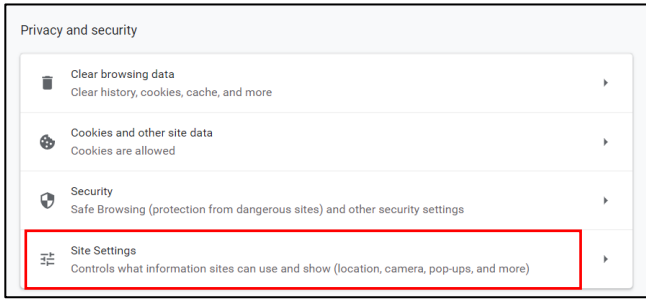 Privacy and security
Clear browsing data
Clear history, cookies, cache, and more
Cookies and other site data
Cookies are allowed
Security
Safe Browsing (protection from dangerous sites) and other security settings
Site Settings
Controls what information sites can use and show (location, camera, pop-ups, and more)